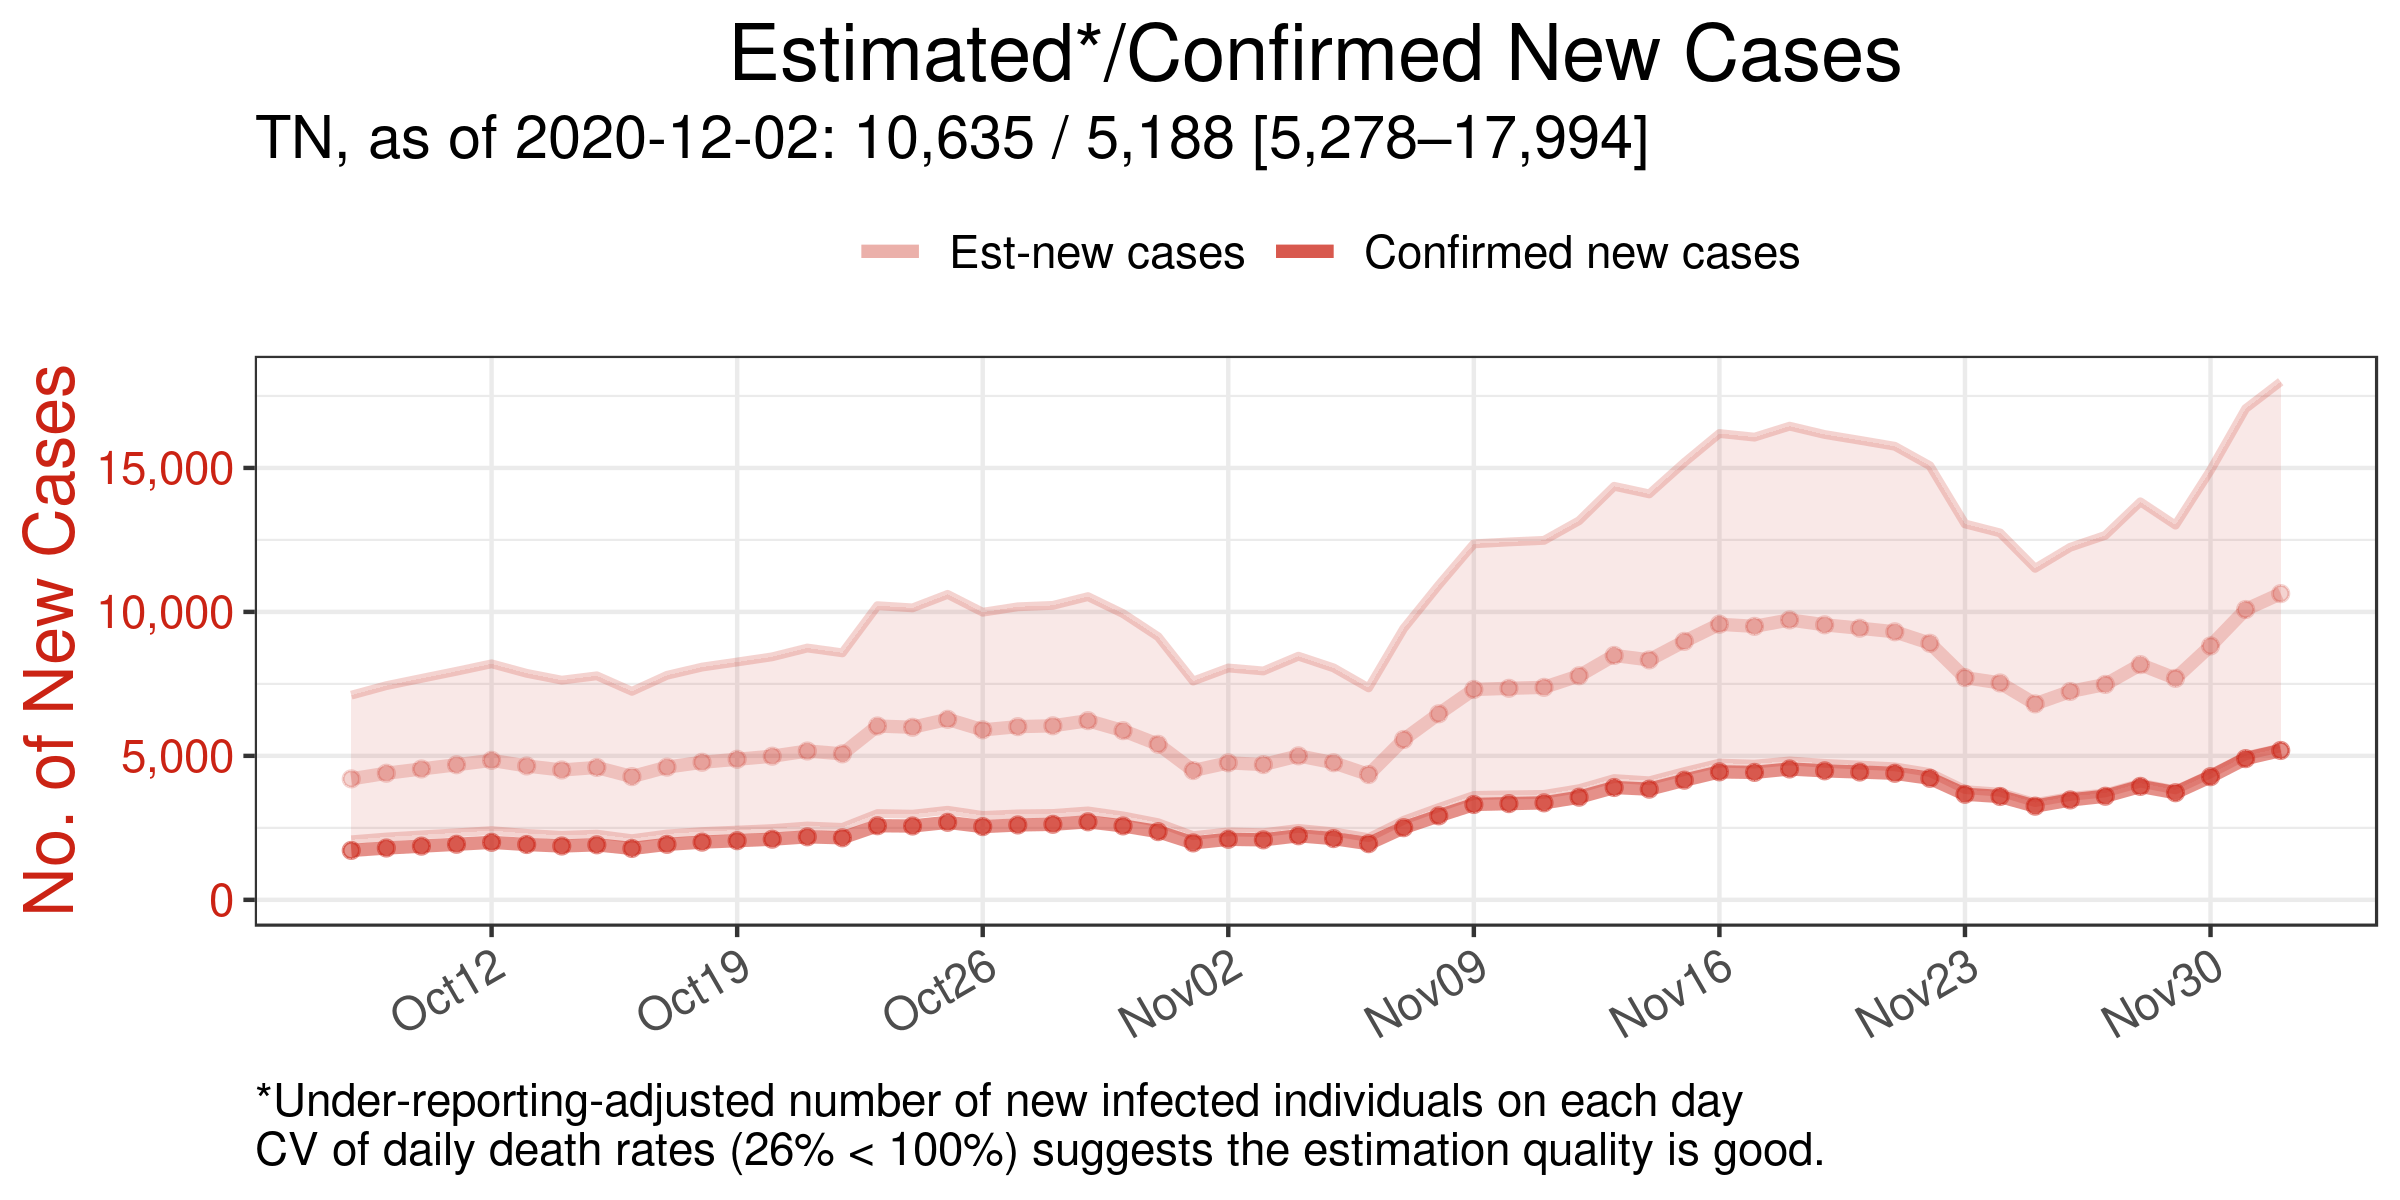 Estimated*/Confirmed New Cases
TN, as of 2020-12-02: 10,635 / 5,188 [5,278–17,994]
Est-new cases Confirmed new cases
No. of New Cases
15,000
10,000
5,000
0
Oct12 Oct19 Oct26 Nov02 Nov09 Nov16 Nov23 Nov30
*Under-reporting-adjusted number of new infected individuals on each day
CV of daily death rates (26% < 100%) suggests the estimation quality is good.